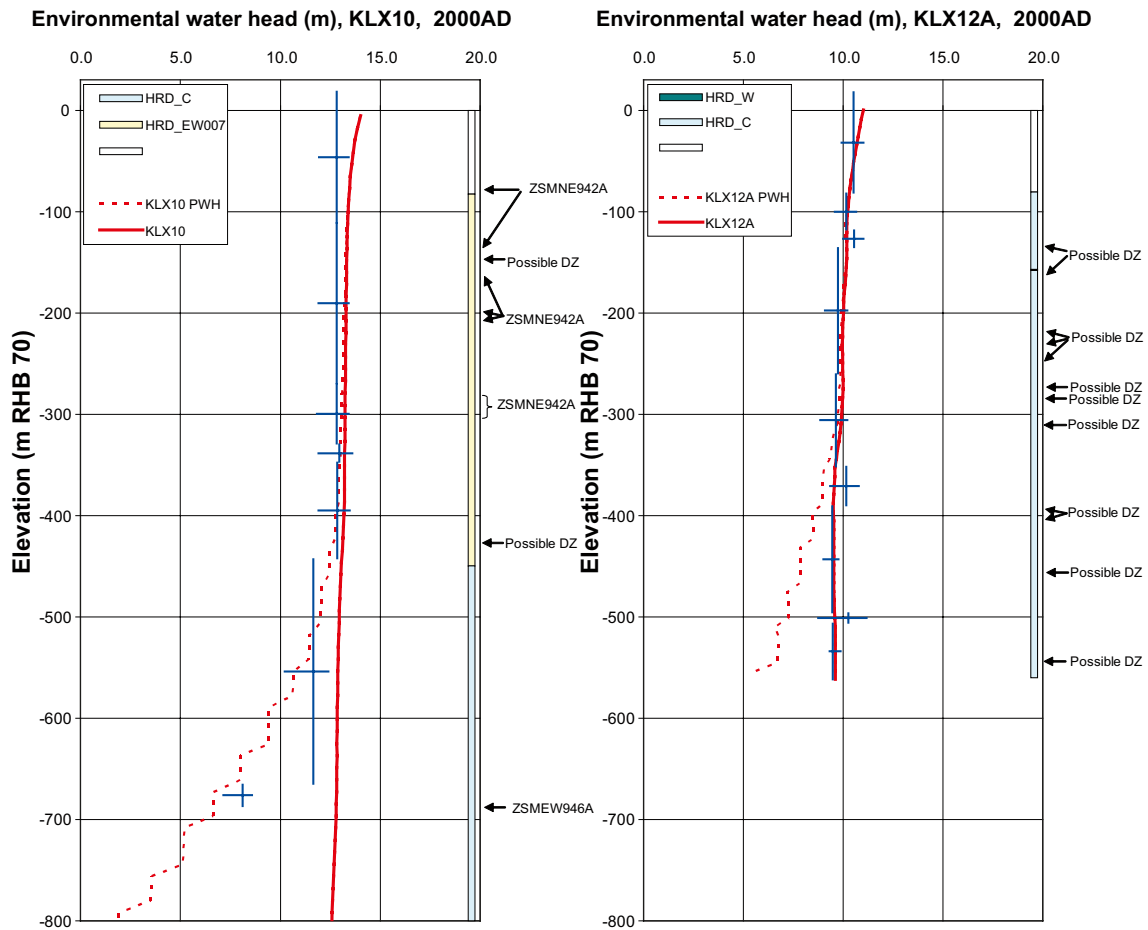 Environmental water head (m), KLX10, 2000AD
0.0 5.0 10.0 15.0 20.0
HRD_C
HRD_EW007
KLX10 PWH
KLX10
0
-100
-200
-300
-400
-500
-600
-700
-800
Elevation (m RHB 70)
ZSMNE942A
Possible DZ
ZSMNE942A
ZSMNE942A
Possible DZ
ZSMEW946A
Environmental water head (m), KLX12A, 2000AD
0.0 5.0 10.0 15.0 20.0
HRD_W
HRD_C
KLX12A PWH
KLX12A
0
-100
-200
-300
-400
-500
-600
-700
-800
Elevation (m RHB 70)
Possible DZ
Possible DZ
Possible DZ
Possible DZ
Possible DZ
Possible DZ
Possible DZ
Possible DZ